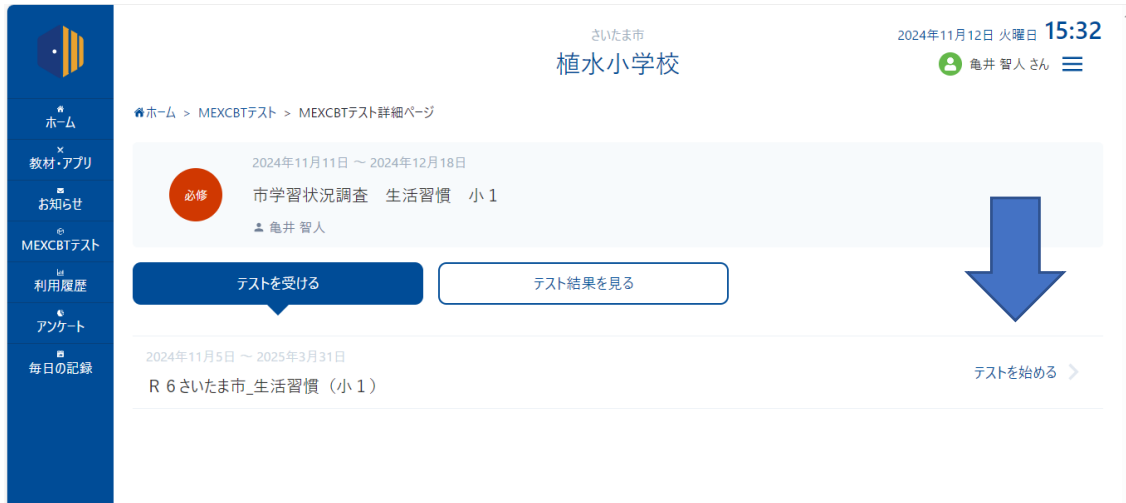 さいたま市
植水小学校
2024年11月12日 火曜日 15:32
亀井 智人 さん
ホーム
教材・アプリ
お知らせ
MEXCBTテスト
利用履歴
アンケート
毎日の記録
ホーム > MEXCBTテスト > MEXCBTテスト詳細ページ
2024年11月11日 ～ 2024年12月18日
必修
市学習状況調査　生活習慣　小１
亀井 智人
テストを受ける
テスト結果を見る
2024年11月5日 ～ 2025年3月31日
Ｒ６さいたま市_生活習慣（小１）
テストを始める